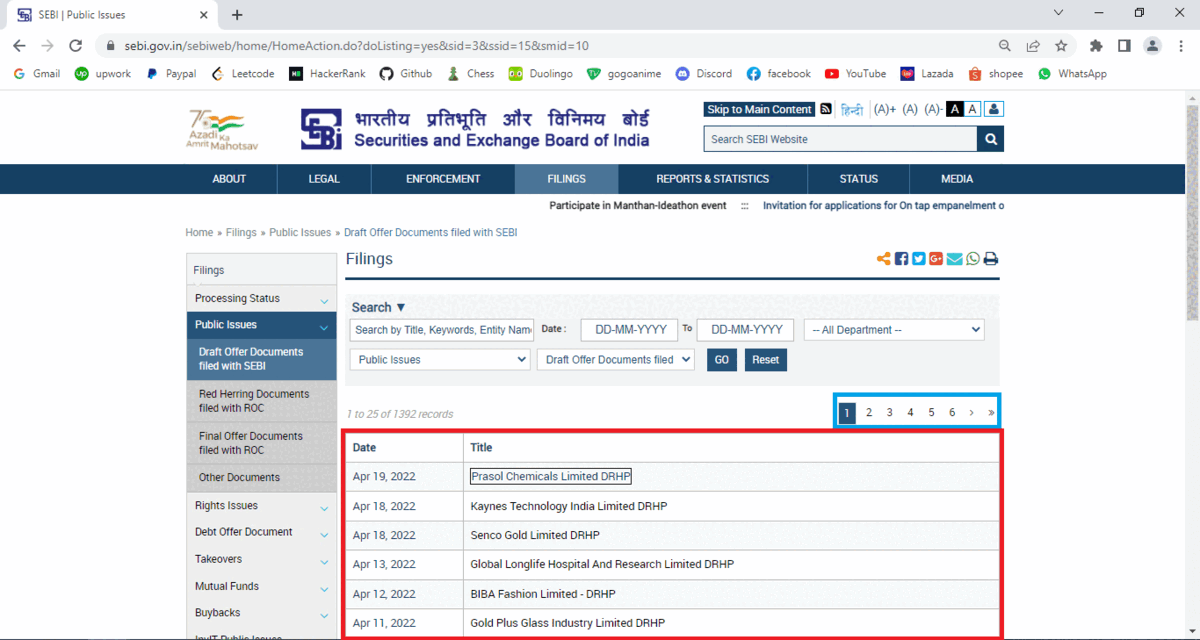 SEBI | Public Issues
sebi.gov.in/sebiweb/home/HomeAction.do?doListing=yes&sid=3&ssid=15&smid=10
Gmail upwork Paypal Leetcode HackerRank Github Chess Duolingo gogoanime Discord facebook YouTube Lazada shopee WhatsApp
Azadi Ka
Amrit Mahotsav
भारतीय प्रतिभूति और विनिमय बोर्ड
Securities and Exchange Board of India
Skip to Main Content हिन्दी (A)+ (A) (A)- A A
Search SEBI Website
ABOUT LEGAL ENFORCEMENT FILINGS REPORTS & STATISTICS STATUS MEDIA
Participate in Manthan-Ideathon event ::: Invitation for applications for On tap empanelment o
Home » Filings » Public Issues » Draft Offer Documents filed with SEBI
Filings
Processing Status
Public Issues
Draft Offer Documents
filed with SEBI
Red Herring Documents
filed with ROC
Final Offer Documents
filed with ROC
Other Documents
Rights Issues
Debt Offer Document
Takeovers
Mutual Funds
Buybacks
InvIT Public Issues
Filings
Search ▼
Search by Title, Keywords, Entity Name Date : DD-MM-YYYY To DD-MM-YYYY -- All Department --
Public Issues Draft Offer Documents filed GO Reset
1 to 25 of 1392 records 1 2 3 4 5 6 › »
Date Title
Apr 19, 2022 Prasol Chemicals Limited DRHP
Apr 18, 2022 Kaynes Technology India Limited DRHP
Apr 18, 2022 Senco Gold Limited DRHP
Apr 13, 2022 Global Longlife Hospital And Research Limited DRHP
Apr 12, 2022 BIBA Fashion Limited - DRHP
Apr 11, 2022 Gold Plus Glass Industry Limited DRHP